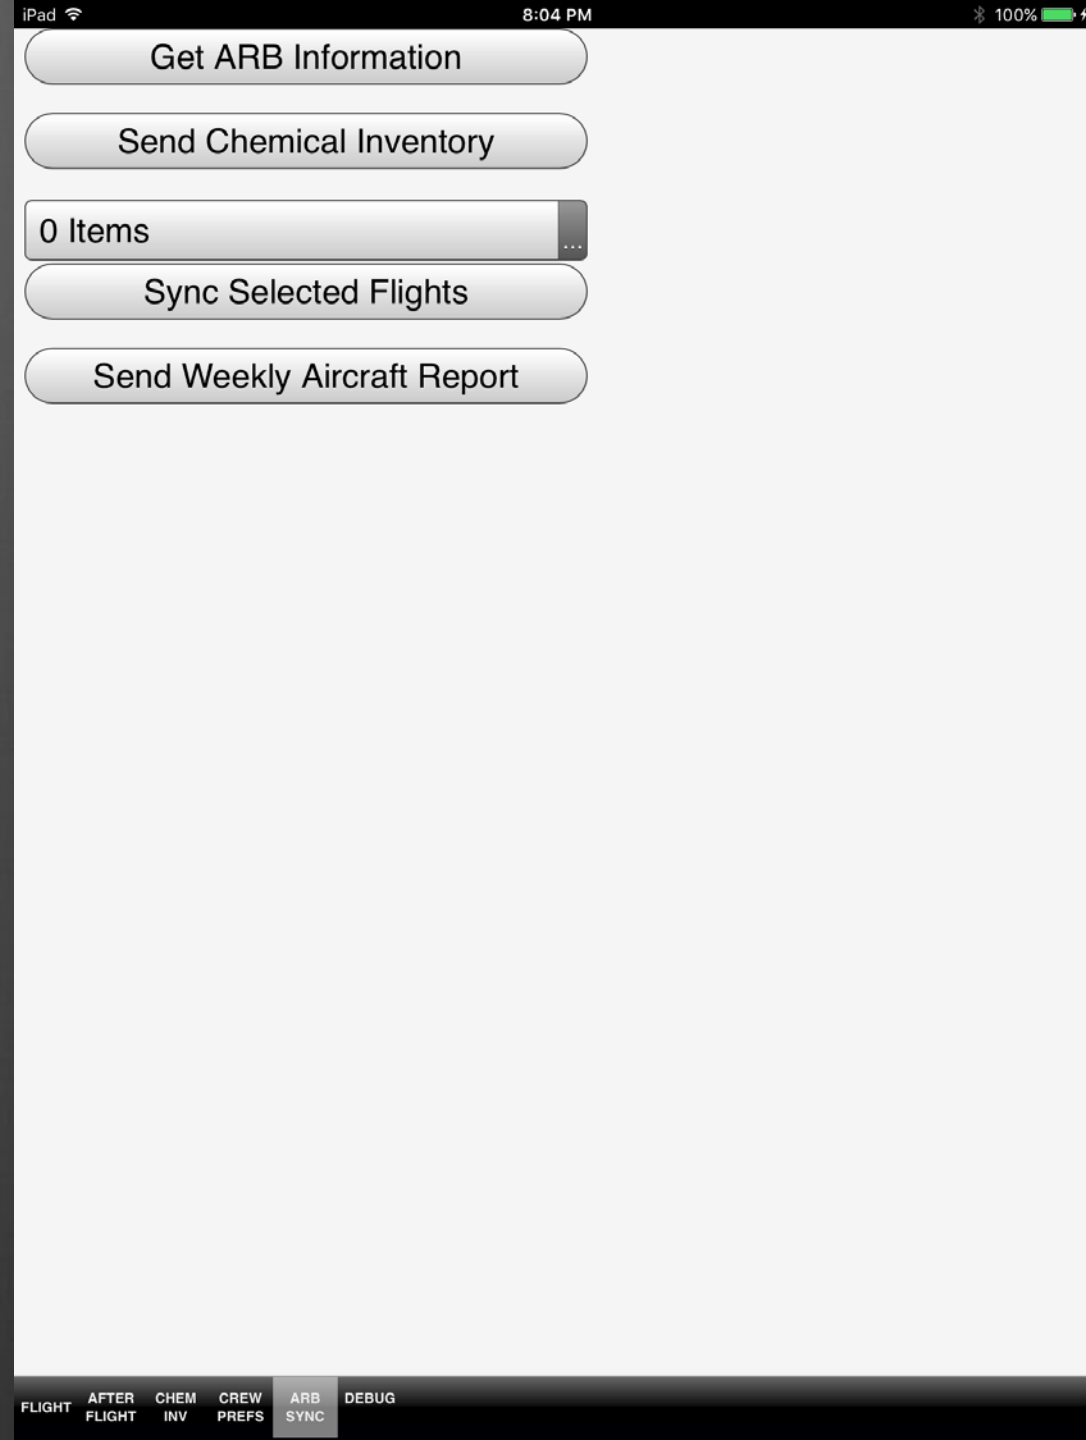 iPad 8:04 PM 100%
Get ARB Information
Send Chemical Inventory
0 Items ...
Sync Selected Flights
Send Weekly Aircraft Report
FLIGHT
AFTER
FLIGHT
CHEM
INV
CREW
PREFS
ARB
SYNC
DEBUG